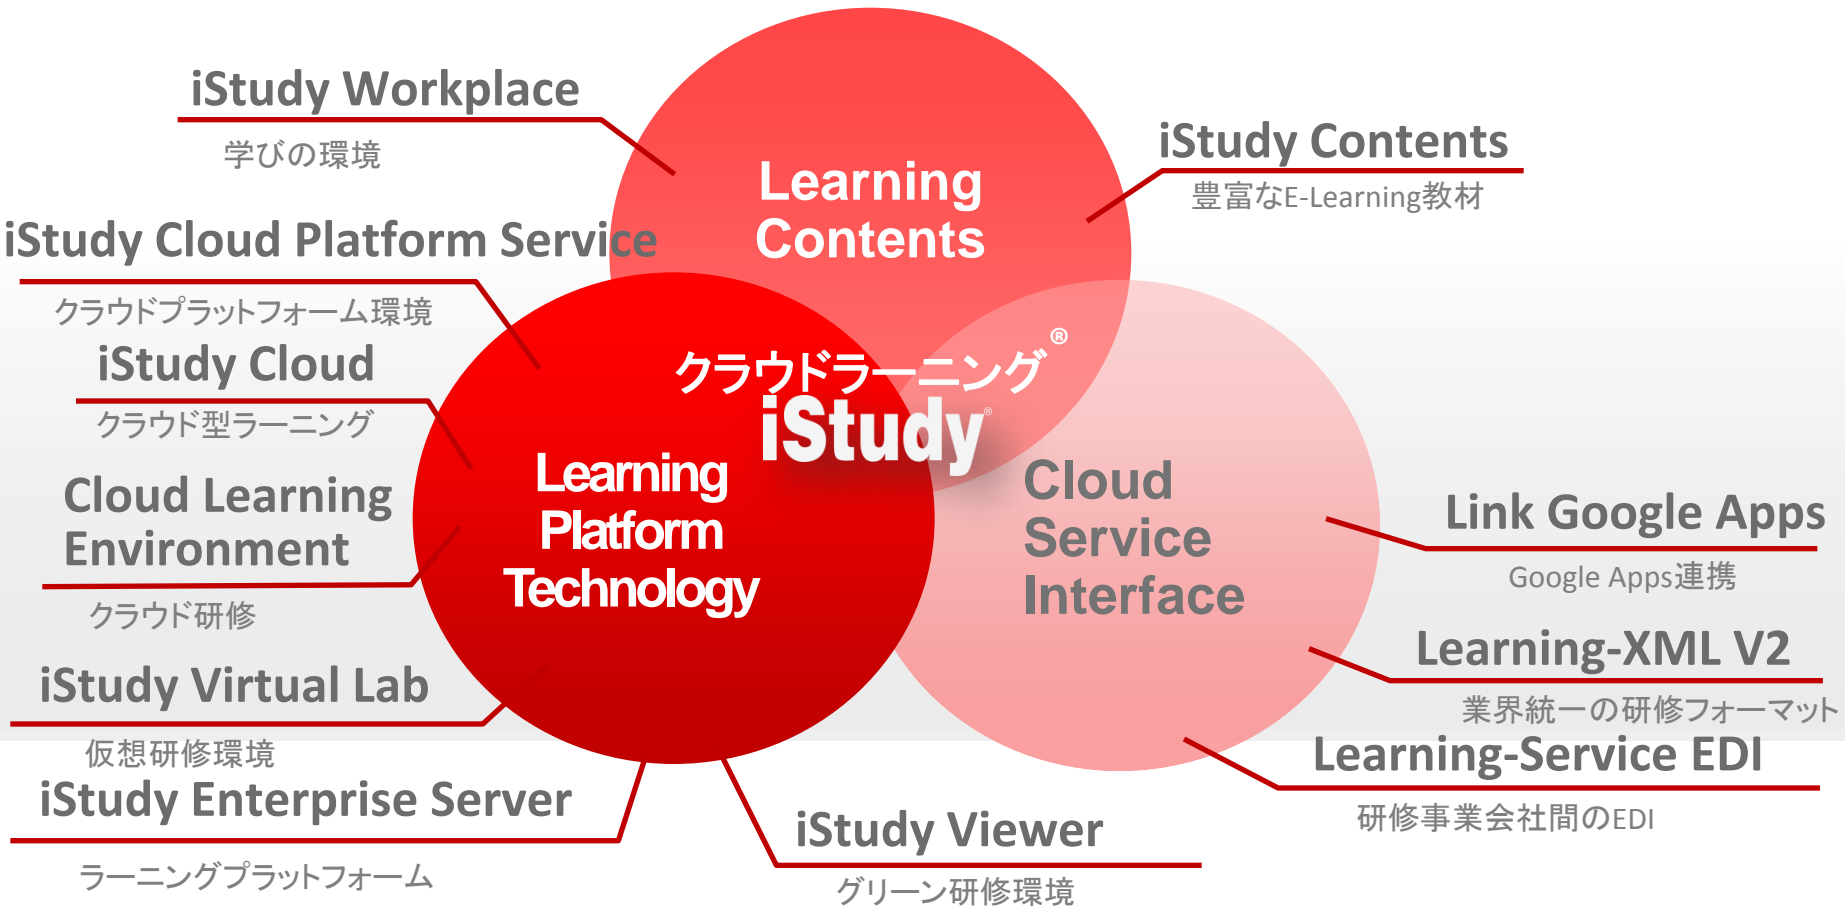 iStudy Workplace
学びの環境
iStudy Contents
豊富なE-Learning教材
Learning
Contents
iStudy Cloud Platform Service
クラウドプラットフォーム環境
iStudy Cloud
クラウド型ラーニング
クラウドラーニング®
iStudy®
Cloud Learning
Environment
クラウド研修
Learning
Platform
Technology
Cloud
Service
Interface
Link Google Apps
Google Apps連携
Learning-XML V2
業界統一の研修フォーマット
iStudy Virtual Lab
仮想研修環境
Learning-Service EDI
研修事業会社間のEDI
iStudy Enterprise Server
ラーニングプラットフォーム
iStudy Viewer
グリーン研修環境